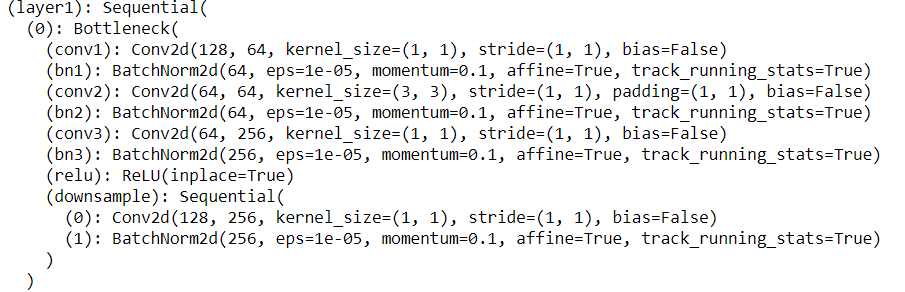 (layer1): Sequential(
(0): Bottleneck(
(conv1): Conv2d(128, 64, kernel_size=(1, 1), stride=(1, 1), bias=False)
(bn1): BatchNorm2d(64, eps=1e-05, momentum=0.1, affine=True, track_running_stats=True)
(conv2): Conv2d(64, 64, kernel_size=(3, 3), stride=(1, 1), padding=(1, 1), bias=False)
(bn2): BatchNorm2d(64, eps=1e-05, momentum=0.1, affine=True, track_running_stats=True)
(conv3): Conv2d(64, 256, kernel_size=(1, 1), stride=(1, 1), bias=False)
(bn3): BatchNorm2d(256, eps=1e-05, momentum=0.1, affine=True, track_running_stats=True)
(relu): ReLU(inplace=True)
(downsample): Sequential(
(0): Conv2d(128, 256, kernel_size=(1, 1), stride=(1, 1), bias=False)
(1): BatchNorm2d(256, eps=1e-05, momentum=0.1, affine=True, track_running_stats=True)
)
)